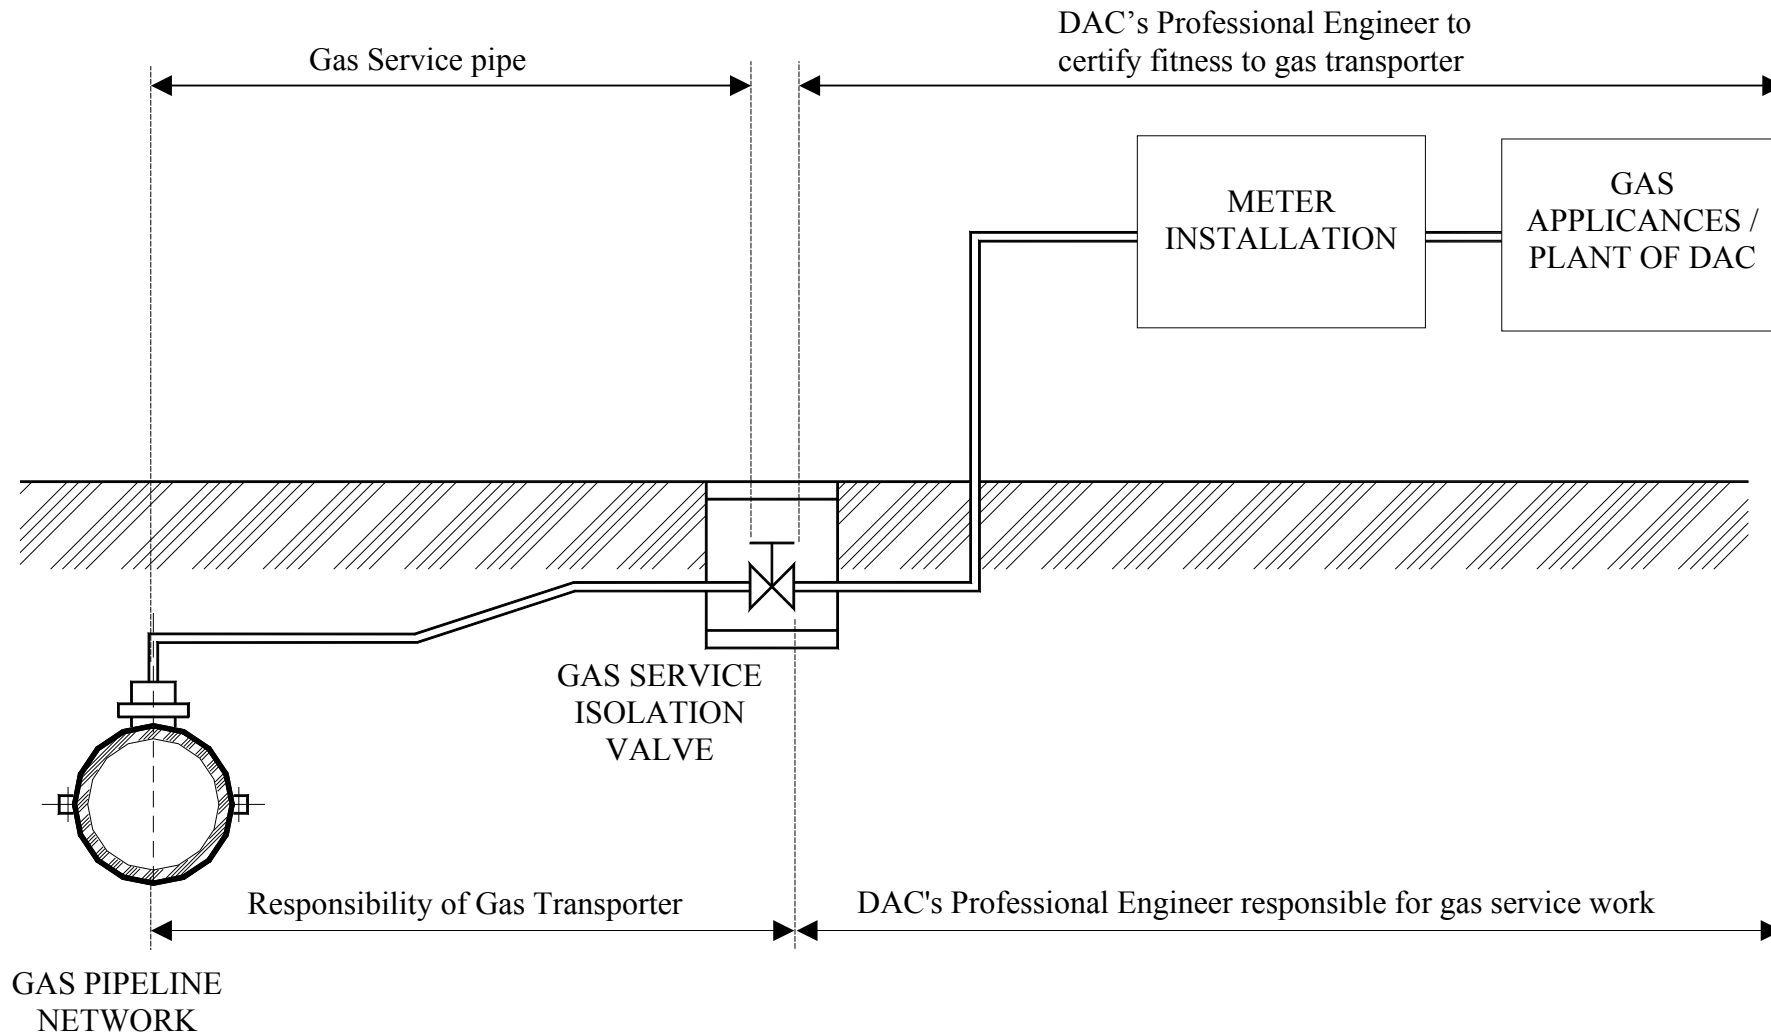 DAC’s Professional Engineer to
certify fitness to gas transporter
Gas Service pipe
METER
INSTALLATION
GAS
APPLICANCES /
PLANT OF DAC
GAS SERVICE
ISOLATION
VALVE
Responsibility of Gas Transporter
DAC's Professional Engineer responsible for gas service work
GAS PIPELINE
NETWORK